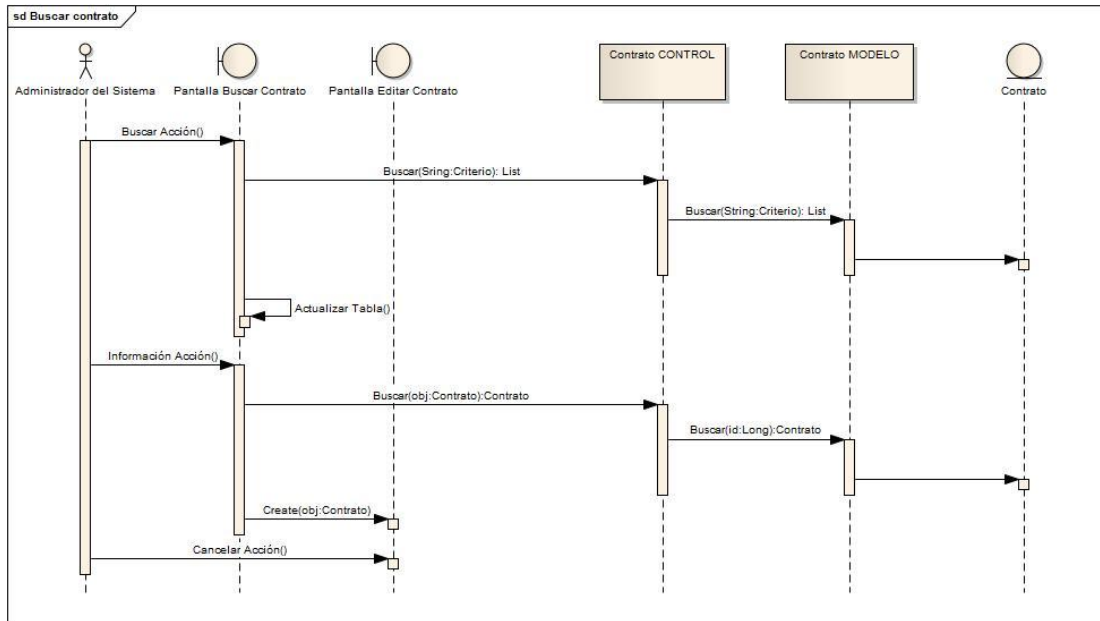 sd Buscar contrato
Administrador del Sistema
Pantalla Buscar Contrato
Pantalla Editar Contrato
Contrato CONTROL
Contrato MODELO
Contrato
Buscar Acción()
Buscar(Sring:Criterio): List
Buscar(String:Criterio): List
Actualizar Tabla()
Información Acción()
Buscar(obj:Contrato):Contrato
Buscar(id:Long):Contrato
Create(obj:Contrato)
Cancelar Acción()